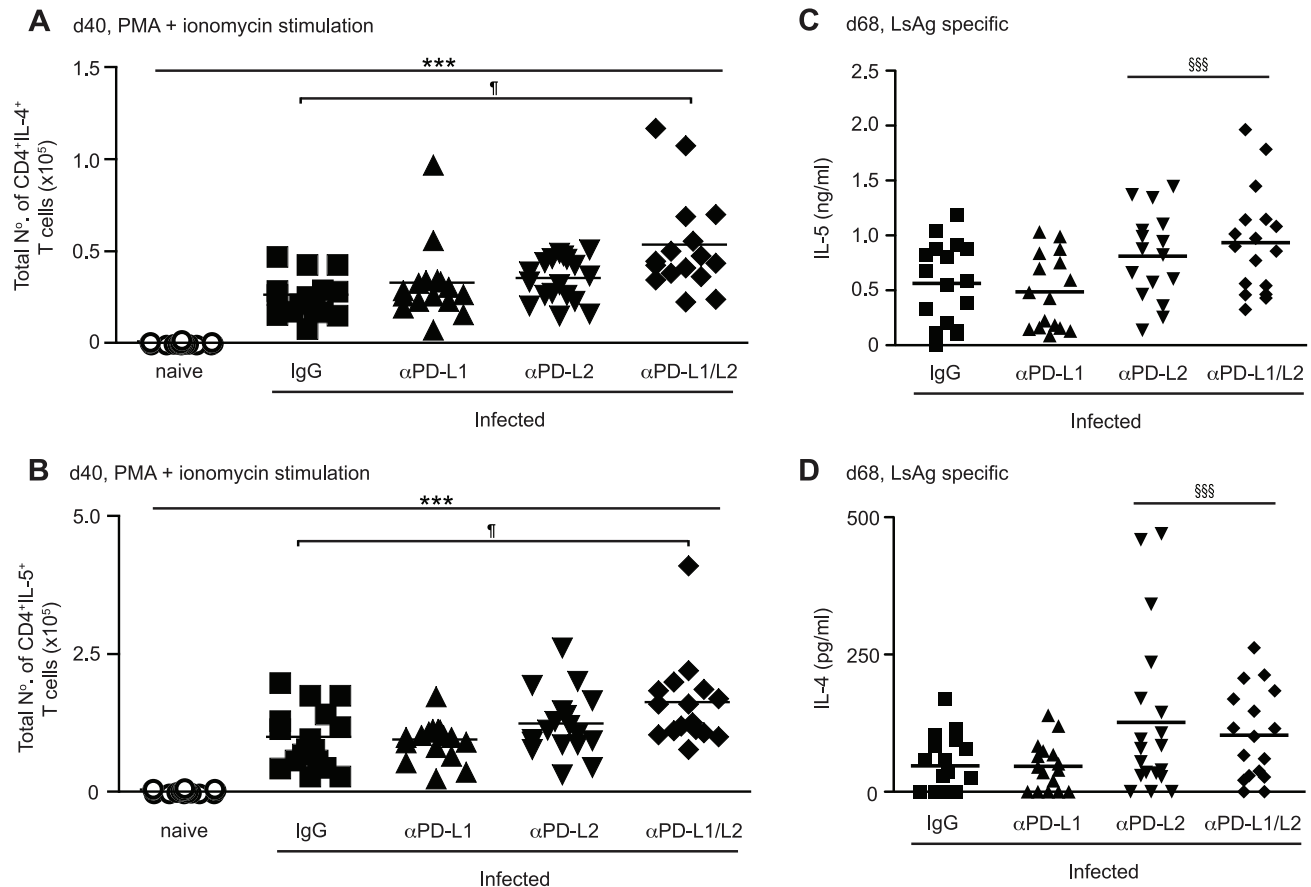 A d40, PMA + ionomycin stimulation
Total Nº. of CD4⁺IL-4⁺
T cells (x10⁵)
1.5
1.0
0.5
0
***
¶
naive IgG αPD-L1 αPD-L2 αPD-L1/L2
Infected
B d40, PMA + ionomycin stimulation
Total Nº. of CD4⁺IL-5⁺
T cells (x10⁵)
5.0
2.5
0
***
¶
naive IgG αPD-L1 αPD-L2 αPD-L1/L2
Infected
C d68, LsAg specific
IL-5 (ng/ml)
2.5
2.0
1.5
1.0
0.5
0
§§§
IgG αPD-L1 αPD-L2 αPD-L1/L2
Infected
D d68, LsAg specific
IL-4 (pg/ml)
500
250
0
§§§
IgG αPD-L1 αPD-L2 αPD-L1/L2
Infected